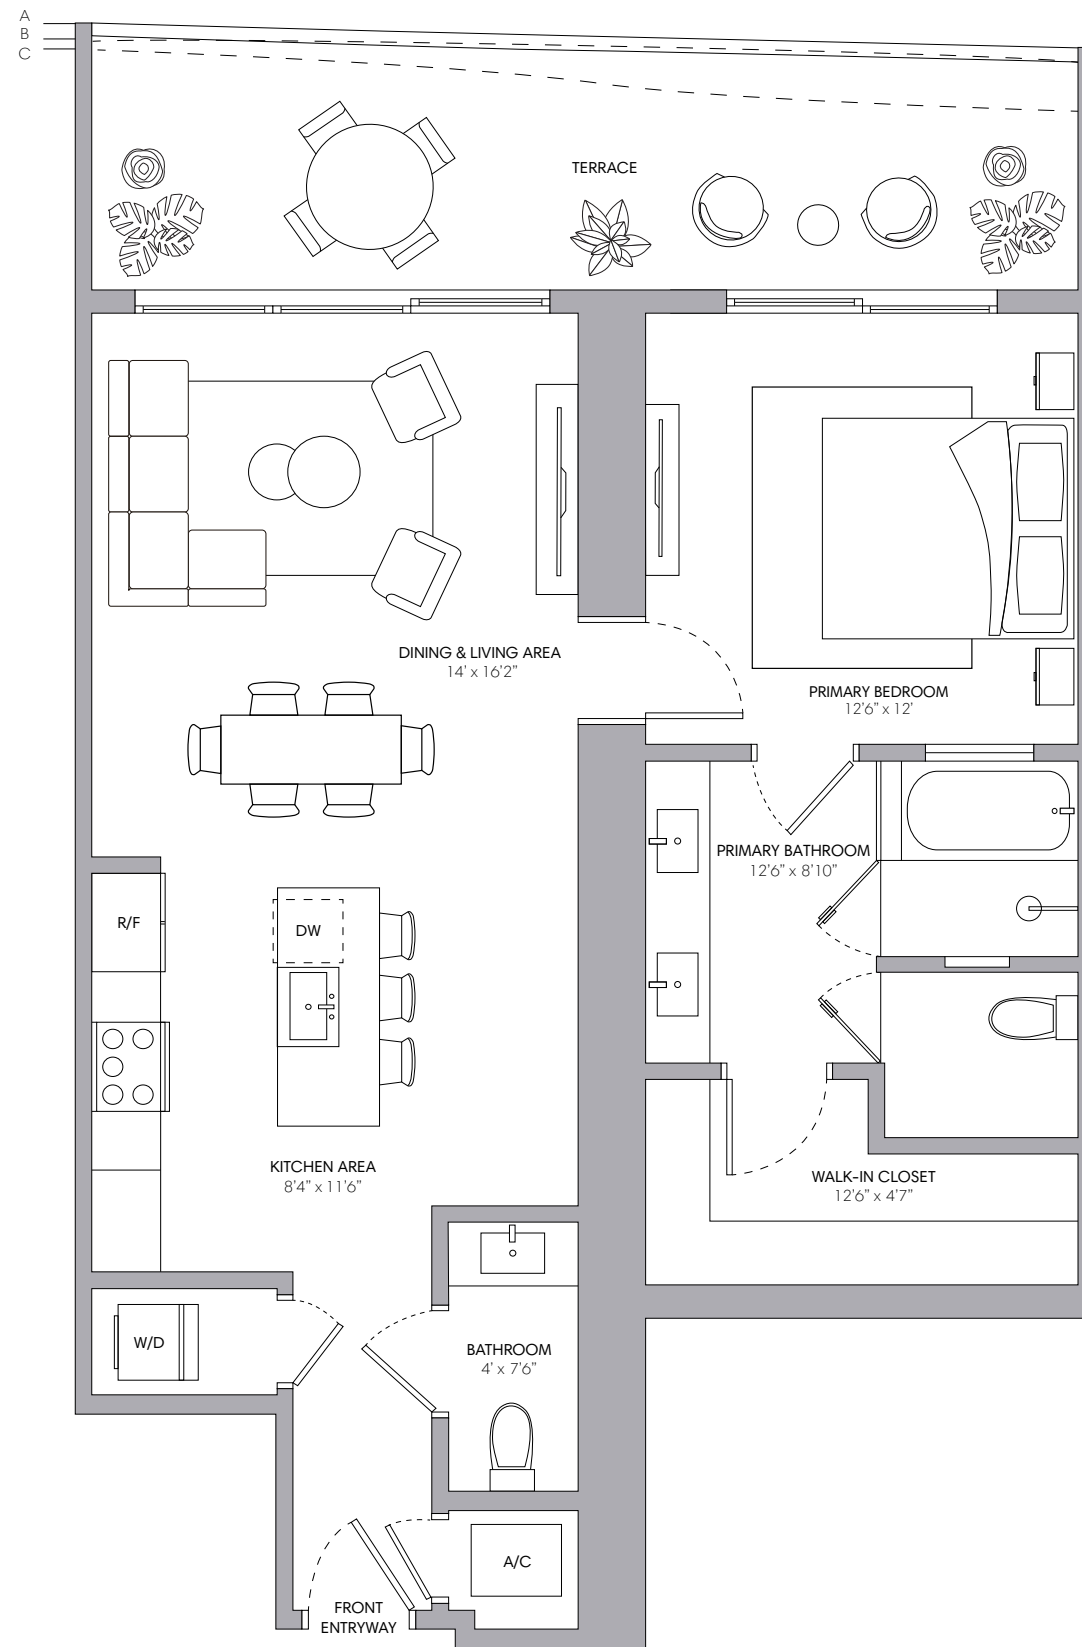 A
B
C
TERRACE
DINING & LIVING AREA
14' x 16'2"
PRIMARY BEDROOM
12'6" x 12'
PRIMARY BATHROOM
12'6" x 8'10"
R/F
DW
KITCHEN AREA
8'4" x 11'6"
WALK-IN CLOSET
12'6" x 4'7"
W/D
BATHROOM
4' x 7'6"
A/C
FRONT
ENTRYWAY